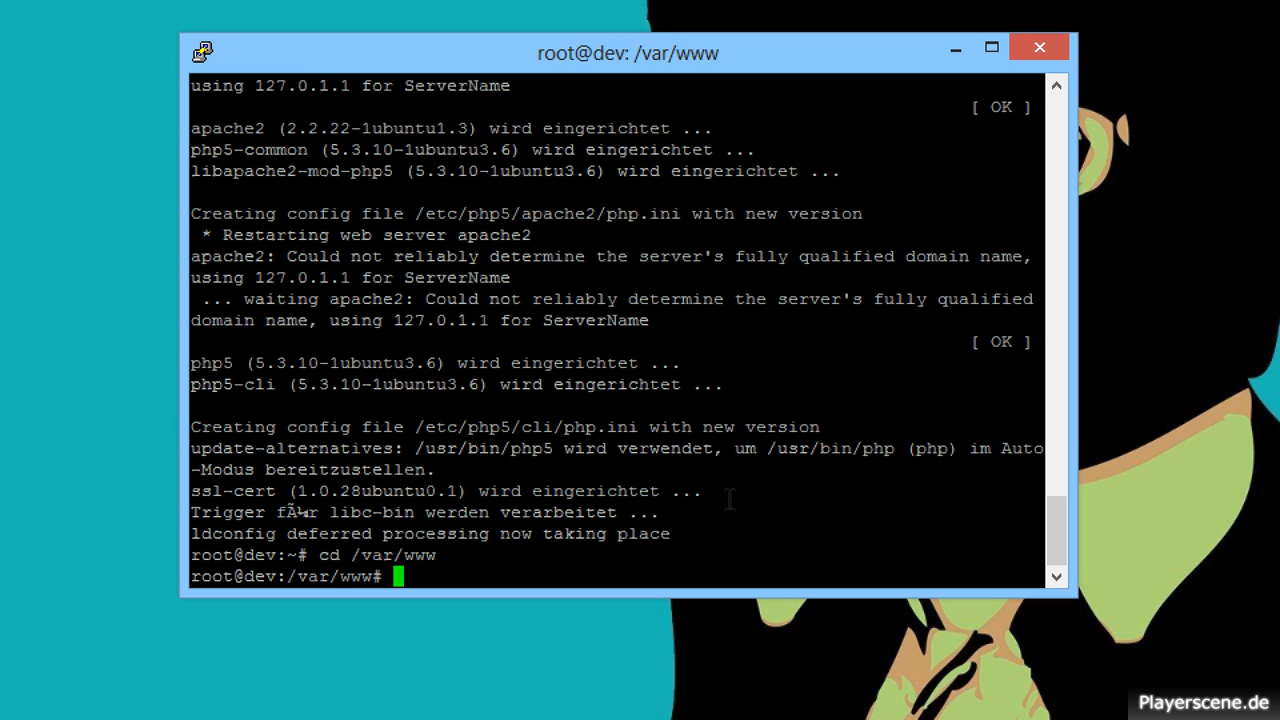 root@dev: /var/www
using 127.0.1.1 for ServerName
[ OK ]
apache2 (2.2.22-1ubuntu1.3) wird eingerichtet ...
php5-common (5.3.10-1ubuntu3.6) wird eingerichtet ...
libapache2-mod-php5 (5.3.10-1ubuntu3.6) wird eingerichtet ...
Creating config file /etc/php5/apache2/php.ini with new version
* Restarting web server apache2
apache2: Could not reliably determine the server's fully qualified domain name,
using 127.0.1.1 for ServerName
... waiting apache2: Could not reliably determine the server's fully qualified
domain name, using 127.0.1.1 for ServerName
[ OK ]
php5 (5.3.10-1ubuntu3.6) wird eingerichtet ...
php5-cli (5.3.10-1ubuntu3.6) wird eingerichtet ...
Creating config file /etc/php5/cli/php.ini with new version
update-alternatives: /usr/bin/php5 wird verwendet, um /usr/bin/php (php) im Auto
-Modus bereitzustellen.
ssl-cert (1.0.28ubuntu0.1) wird eingerichtet ...
Trigger fÃ¼r libc-bin werden verarbeitet ...
ldconfig deferred processing now taking place
root@dev:~# cd /var/www
root@dev:/var/www#
Playerscene.de